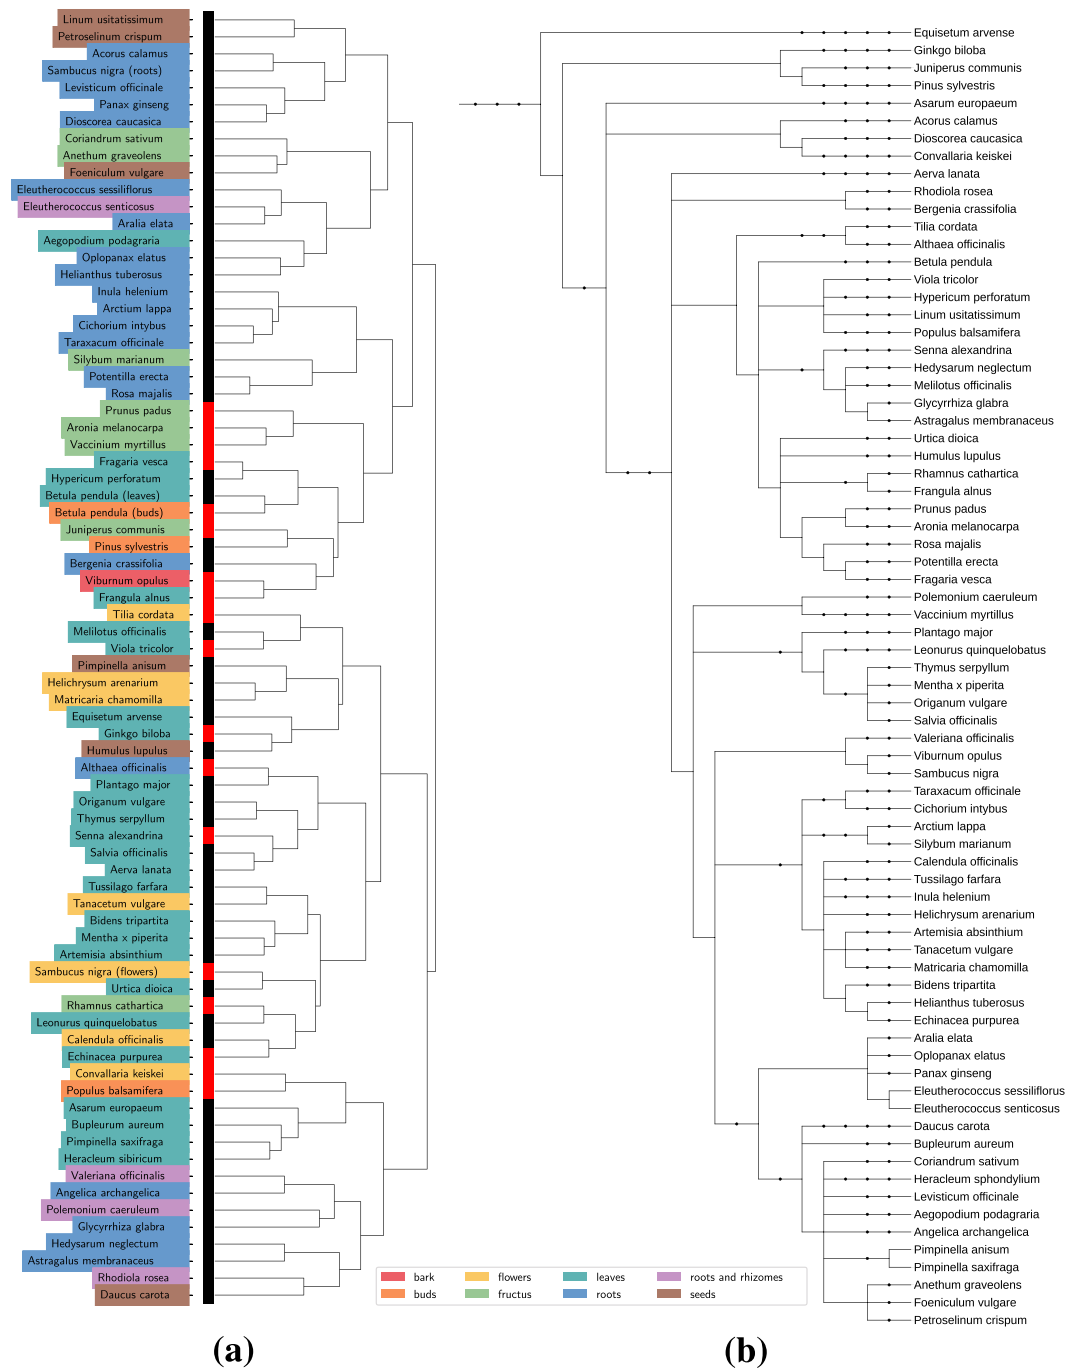 Linum usitatissimum
Petroselinum crispum
Acorus calamus
Sambucus nigra (roots)
Levisticum officinale
Panax ginseng
Dioscorea caucasica
Coriandrum sativum
Anethum graveolens
Foeniculum vulgare
Eleutherococcus sessiliflorus
Eleutherococcus senticosus
Aralia elata
Aegopodium podagraria
Oplopanax elatus
Helianthus tuberosus
Inula helenium
Arctium lappa
Cichorium intybus
Taraxacum officinale
Silybum marianum
Potentilla erecta
Rosa majalis
Prunus padus
Aronia melanocarpa
Vaccinium myrtillus
Fragaria vesca
Hypericum perforatum
Betula pendula (leaves)
Betula pendula (buds)
Juniperus communis
Pinus sylvestris
Bergenia crassifolia
Viburnum opulus
Frangula alnus
Tilia cordata
Melilotus officinalis
Viola tricolor
Pimpinella anisum
Helichrysum arenarium
Matricaria chamomilla
Equisetum arvense
Ginkgo biloba
Humulus lupulus
Althaea officinalis
Plantago major
Origanum vulgare
Thymus serpyllum
Senna alexandrina
Salvia officinalis
Aerva lanata
Tussilago farfara
Tanacetum vulgare
Bidens tripartita
Mentha x piperita
Artemisia absinthium
Sambucus nigra (flowers)
Urtica dioica
Rhamnus cathartica
Leonurus quinquelobatus
Calendula officinalis
Echinacea purpurea
Convallaria keiskei
Populus balsamifera
Asarum europaeum
Bupleurum aureum
Pimpinella saxifraga
Heracleum sibiricum
Valeriana officinalis
Angelica archangelica
Polemonium caeruleum
Glycyrrhiza glabra
Hedysarum neglectum
Astragalus membranaceus
Rhodiola rosea
Daucus carota
(a)
Equisetum arvense
Ginkgo biloba
Juniperus communis
Pinus sylvestris
Asarum europaeum
Acorus calamus
Dioscorea caucasica
Convallaria keiskei
Aerva lanata
Rhodiola rosea
Bergenia crassifolia
Tilia cordata
Althaea officinalis
Betula pendula
Viola tricolor
Hypericum perforatum
Linum usitatissimum
Populus balsamifera
Senna alexandrina
Hedysarum neglectum
Melilotus officinalis
Glycyrrhiza glabra
Astragalus membranaceus
Urtica dioica
Humulus lupulus
Rhamnus cathartica
Frangula alnus
Prunus padus
Aronia melanocarpa
Rosa majalis
Potentilla erecta
Fragaria vesca
Polemonium caeruleum
Vaccinium myrtillus
Plantago major
Leonurus quinquelobatus
Thymus serpyllum
Mentha x piperita
Origanum vulgare
Salvia officinalis
Valeriana officinalis
Viburnum opulus
Sambucus nigra
Taraxacum officinale
Cichorium intybus
Arctium lappa
Silybum marianum
Calendula officinalis
Tussilago farfara
Inula helenium
Helichrysum arenarium
Artemisia absinthium
Tanacetum vulgare
Matricaria chamomilla
Bidens tripartita
Helianthus tuberosus
Echinacea purpurea
Aralia elata
Oplopanax elatus
Panax ginseng
Eleutherococcus sessiliflorus
Eleutherococcus senticosus
Daucus carota
Bupleurum aureum
Coriandrum sativum
Heracleum sphondylium
Levisticum officinale
Aegopodium podagraria
Angelica archangelica
Pimpinella anisum
Pimpinella saxifraga
Anethum graveolens
Foeniculum vulgare
Petroselinum crispum
bark flowers leaves roots and rhizomes
buds fructus roots seeds
(b)